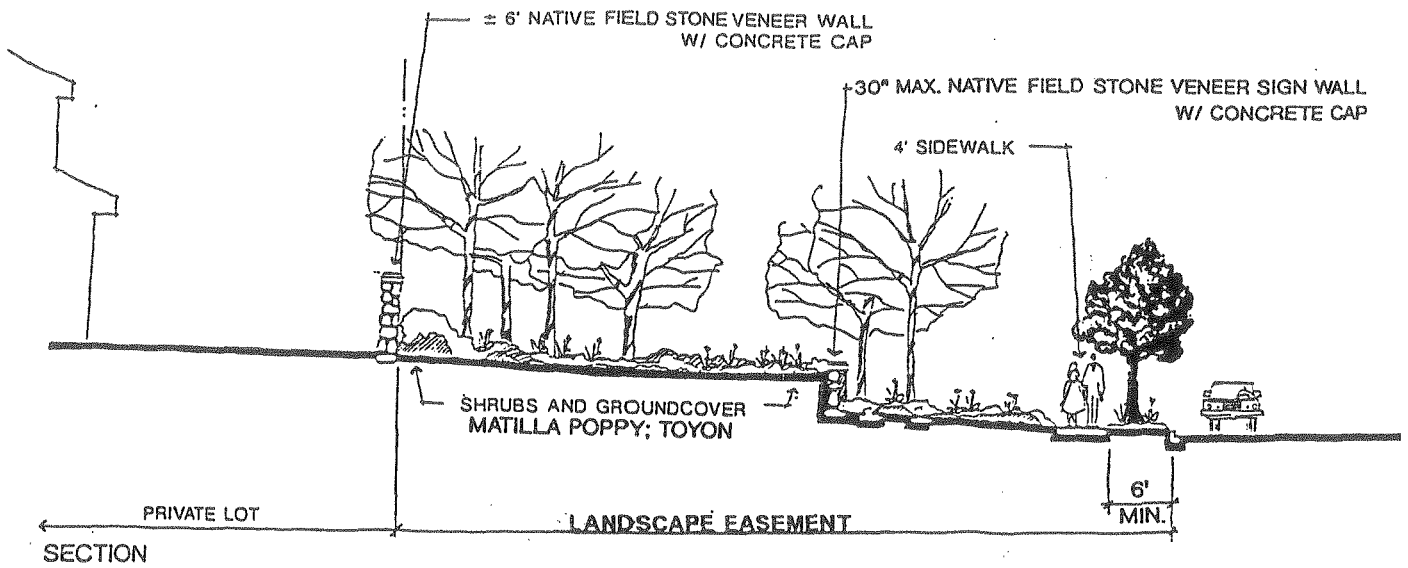 ± 6' NATIVE FIELD STONE VENEER WALL
W/ CONCRETE CAP
30" MAX. NATIVE FIELD STONE VENEER SIGN WALL
W/ CONCRETE CAP
4' SIDEWALK
SHRUBS AND GROUNDCOVER
MATILLA POPPY; TOYON
6'
MIN.
PRIVATE LOT
LANDSCAPE EASEMENT
SECTION